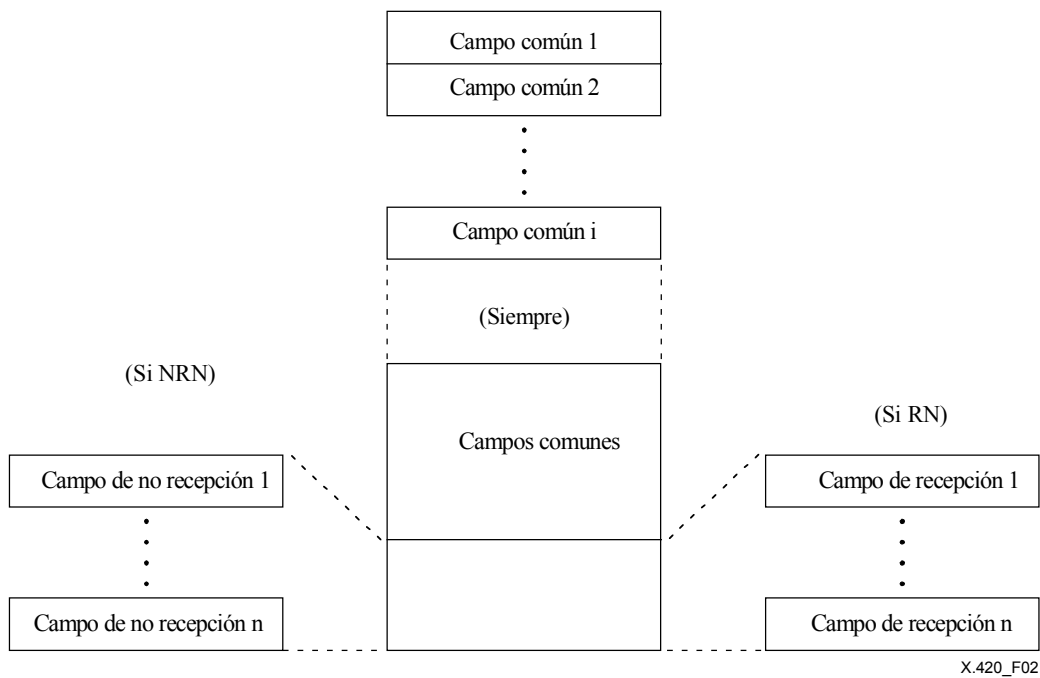 Campo común 1
Campo común 2
Campo común i
(Siempre)
(Si NRN)
(Si RN)
Campos comunes
Campo de no recepción 1
Campo de recepción 1
Campo de no recepción n
Campo de recepción n
X.420_F02